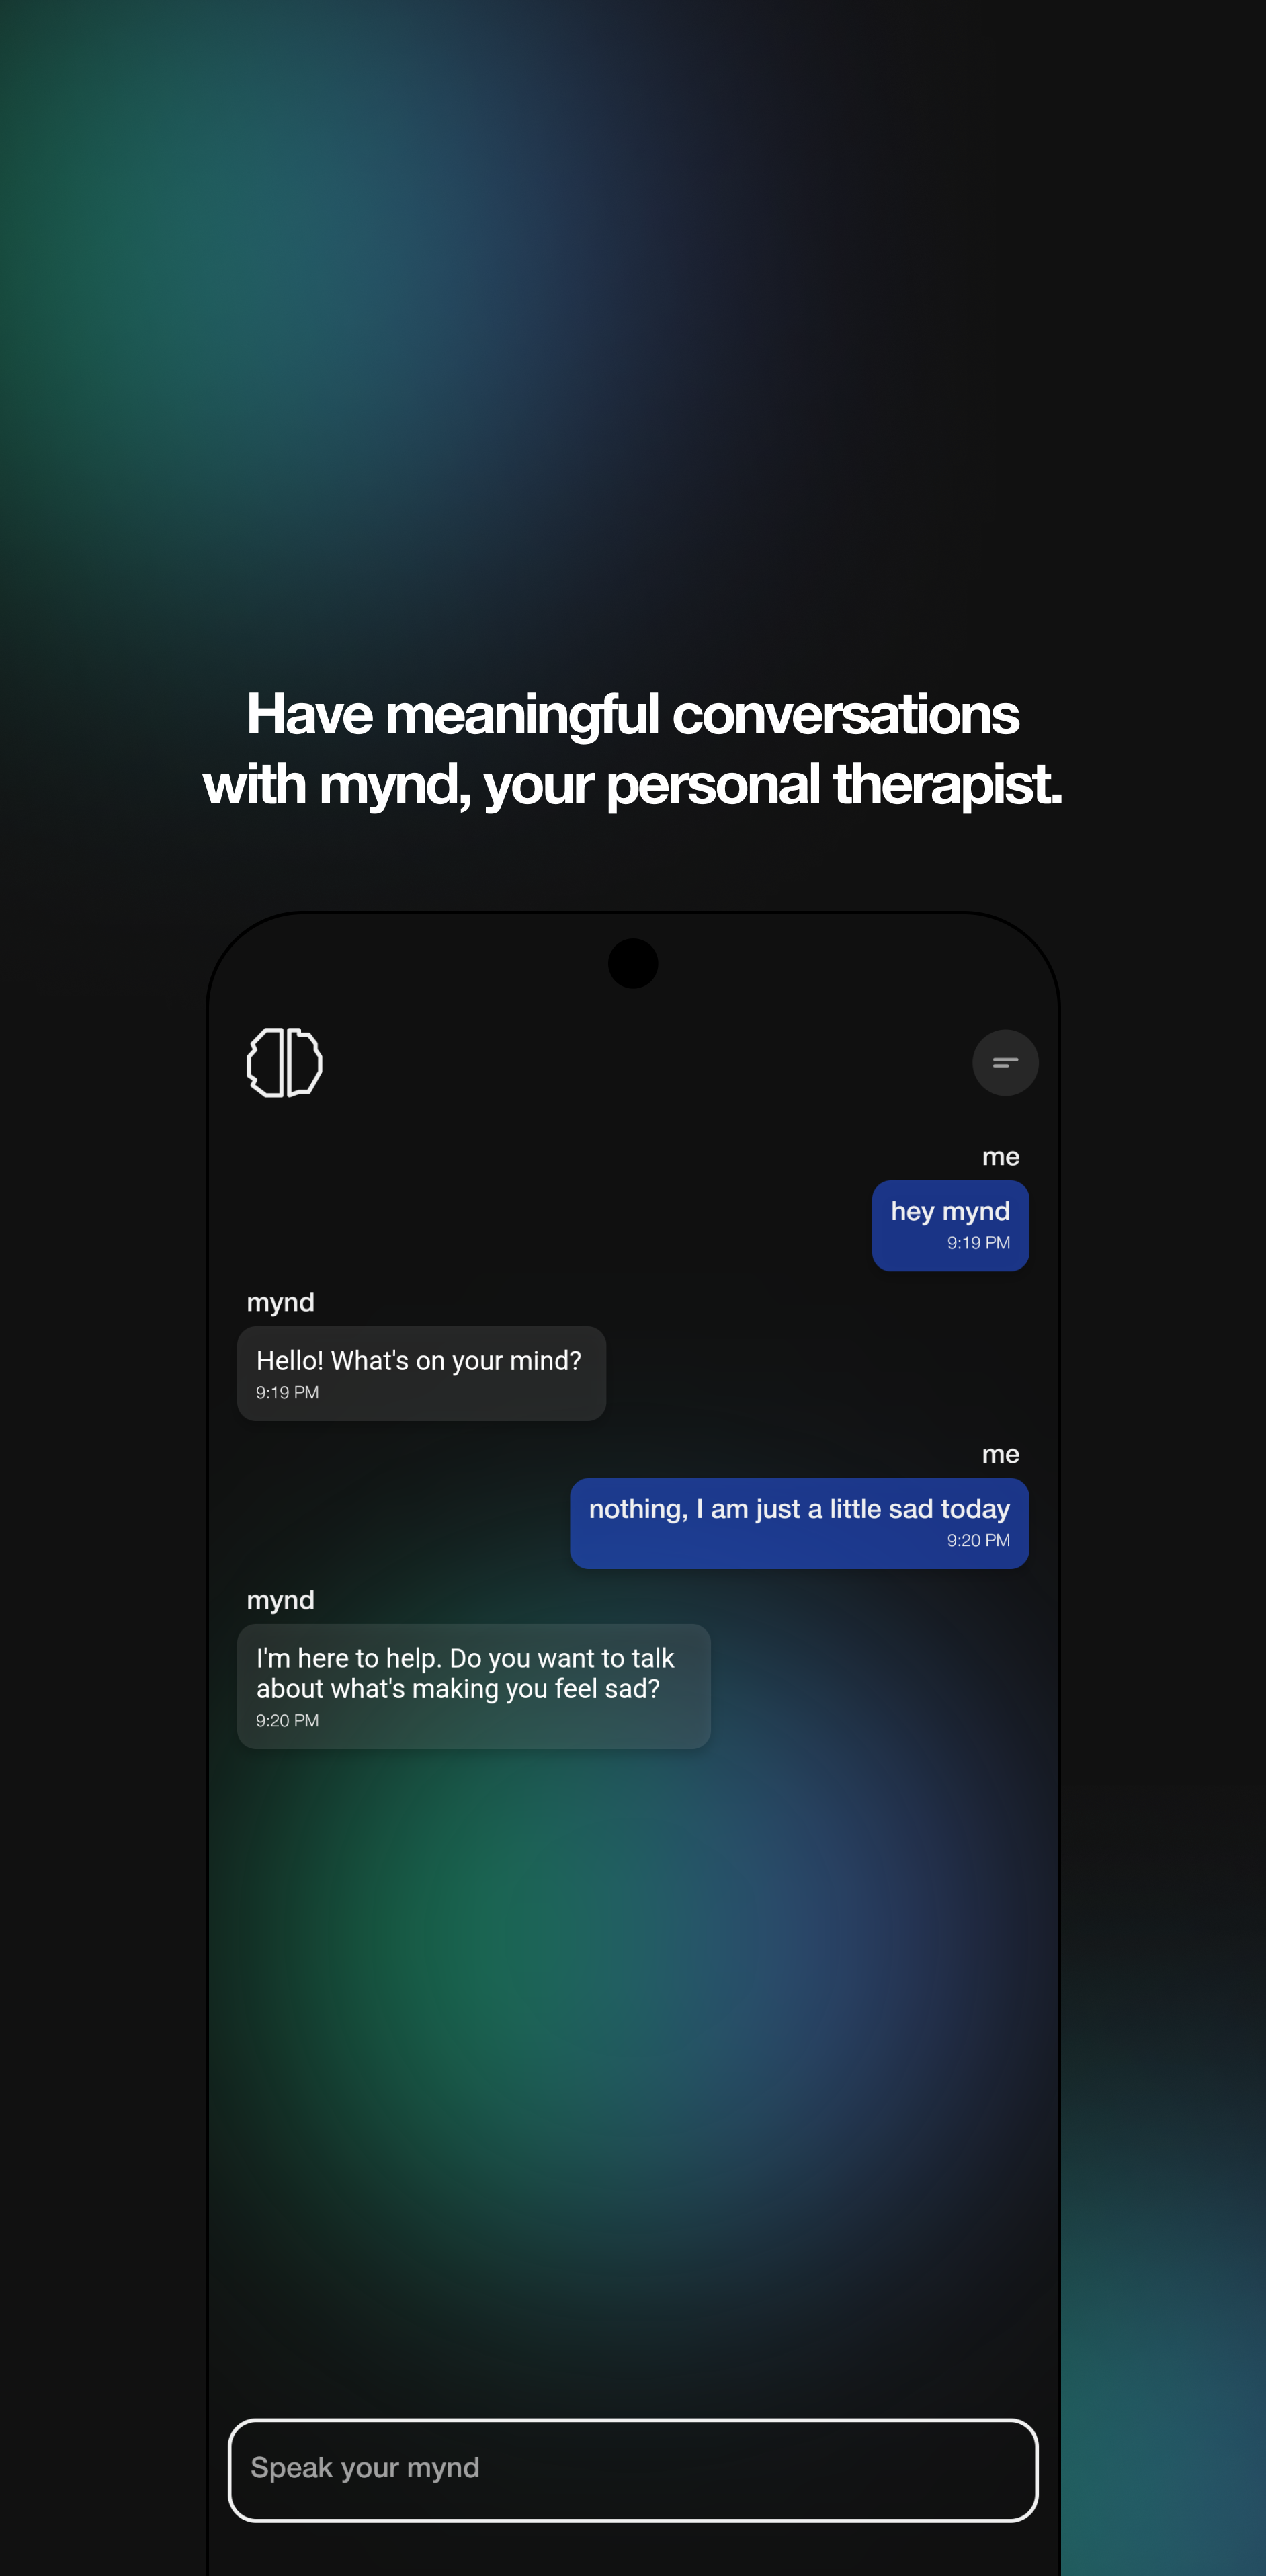 Have meaningful conversations
with mynd, your personal therapist.
me
hey mynd
9:19 PM
mynd
Hello! What's on your mind?
9:19 PM
me
nothing, I am just a little sad today
9:20 PM
mynd
I'm here to help. Do you want to talk
about what's making you feel sad?
9:20 PM
Speak your mynd